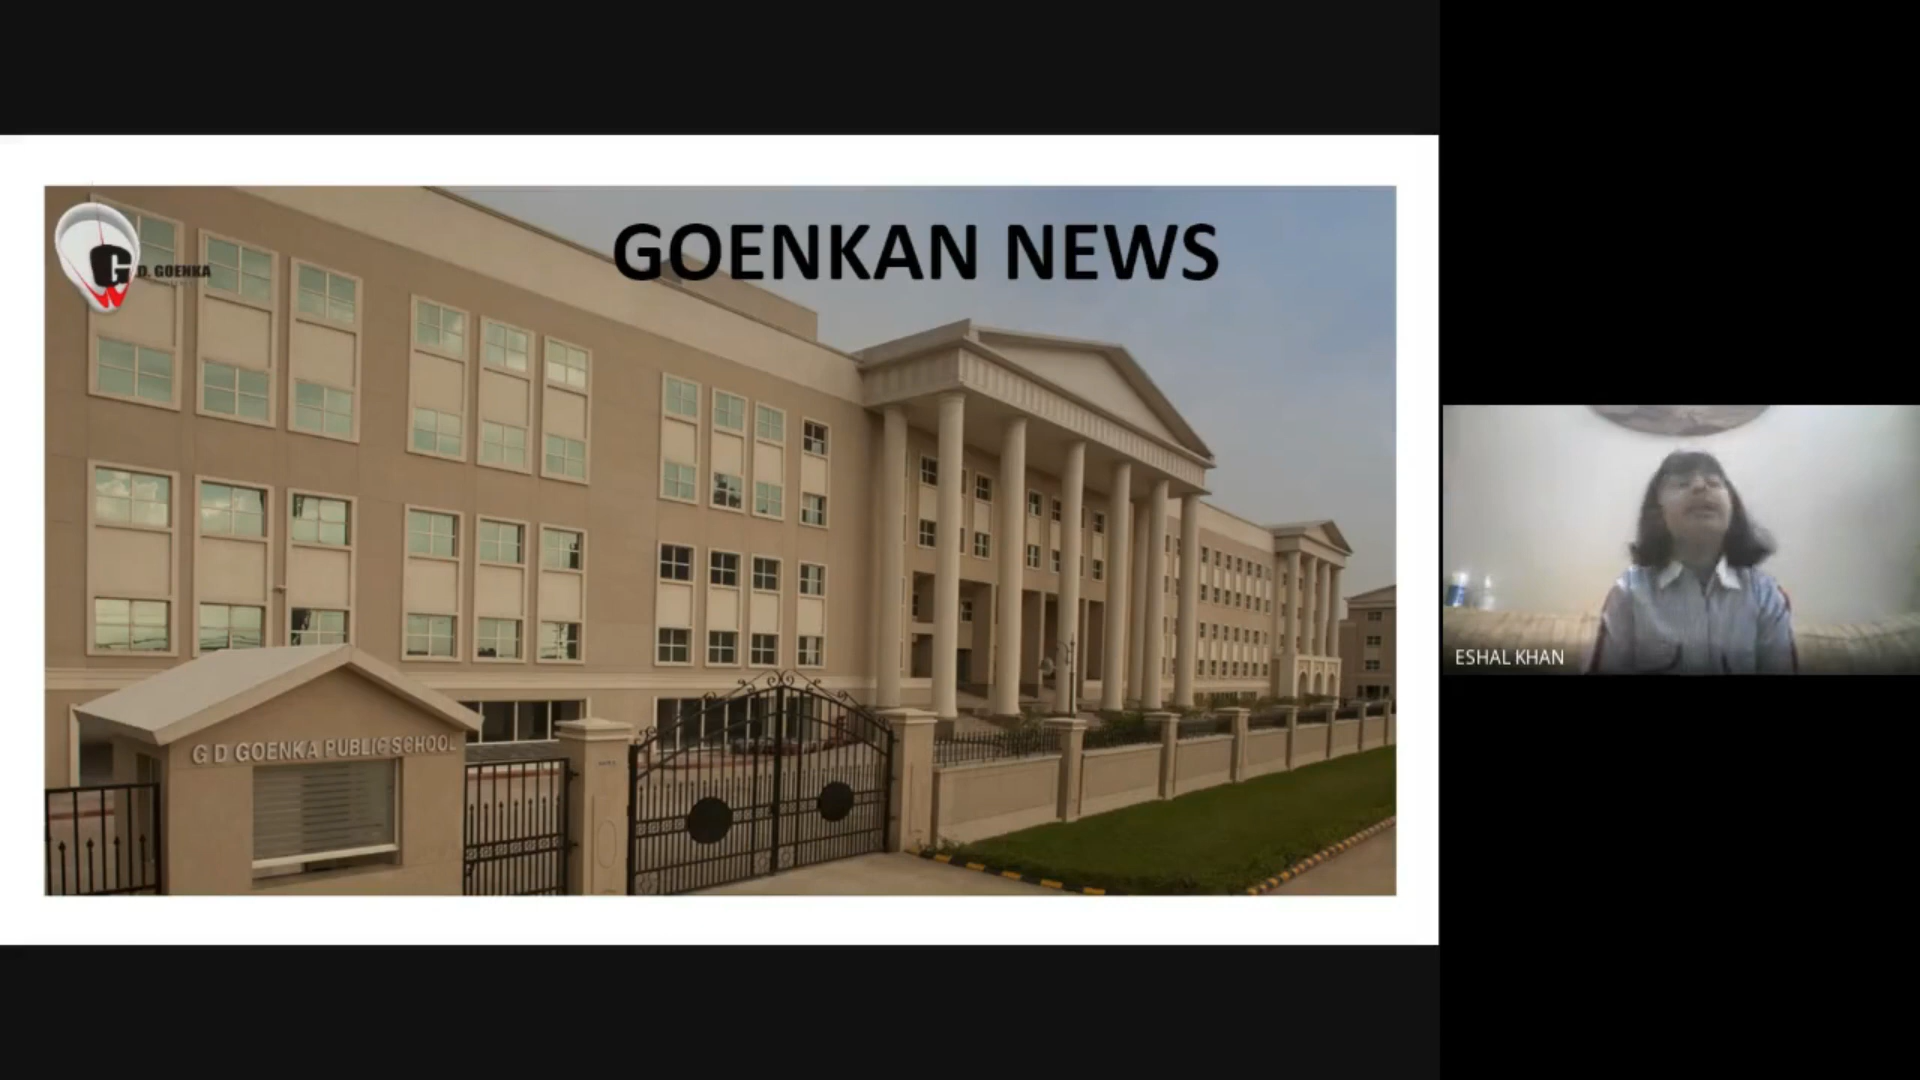 GOENKAN NEWS
G
D. GOENKA
G D GOENKA PUBLIC SCHOOL
ESHAL KHAN